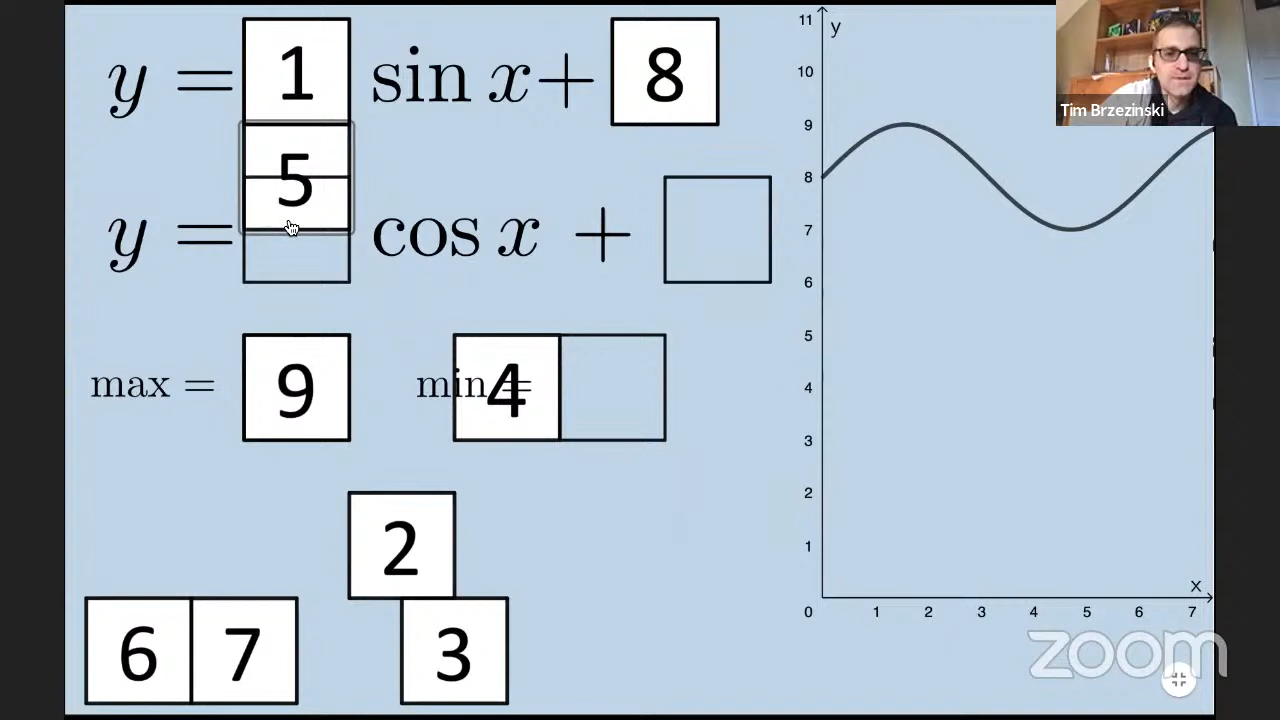 y = 1 sin x + 8
5
y = cos x +
max = 9 min = 4
2
6 7 3
11
10
9
8
7
6
5
4
3
2
1
0 1 2 3 4 5 6 7
y
x
Tim Brzezinski
zoom